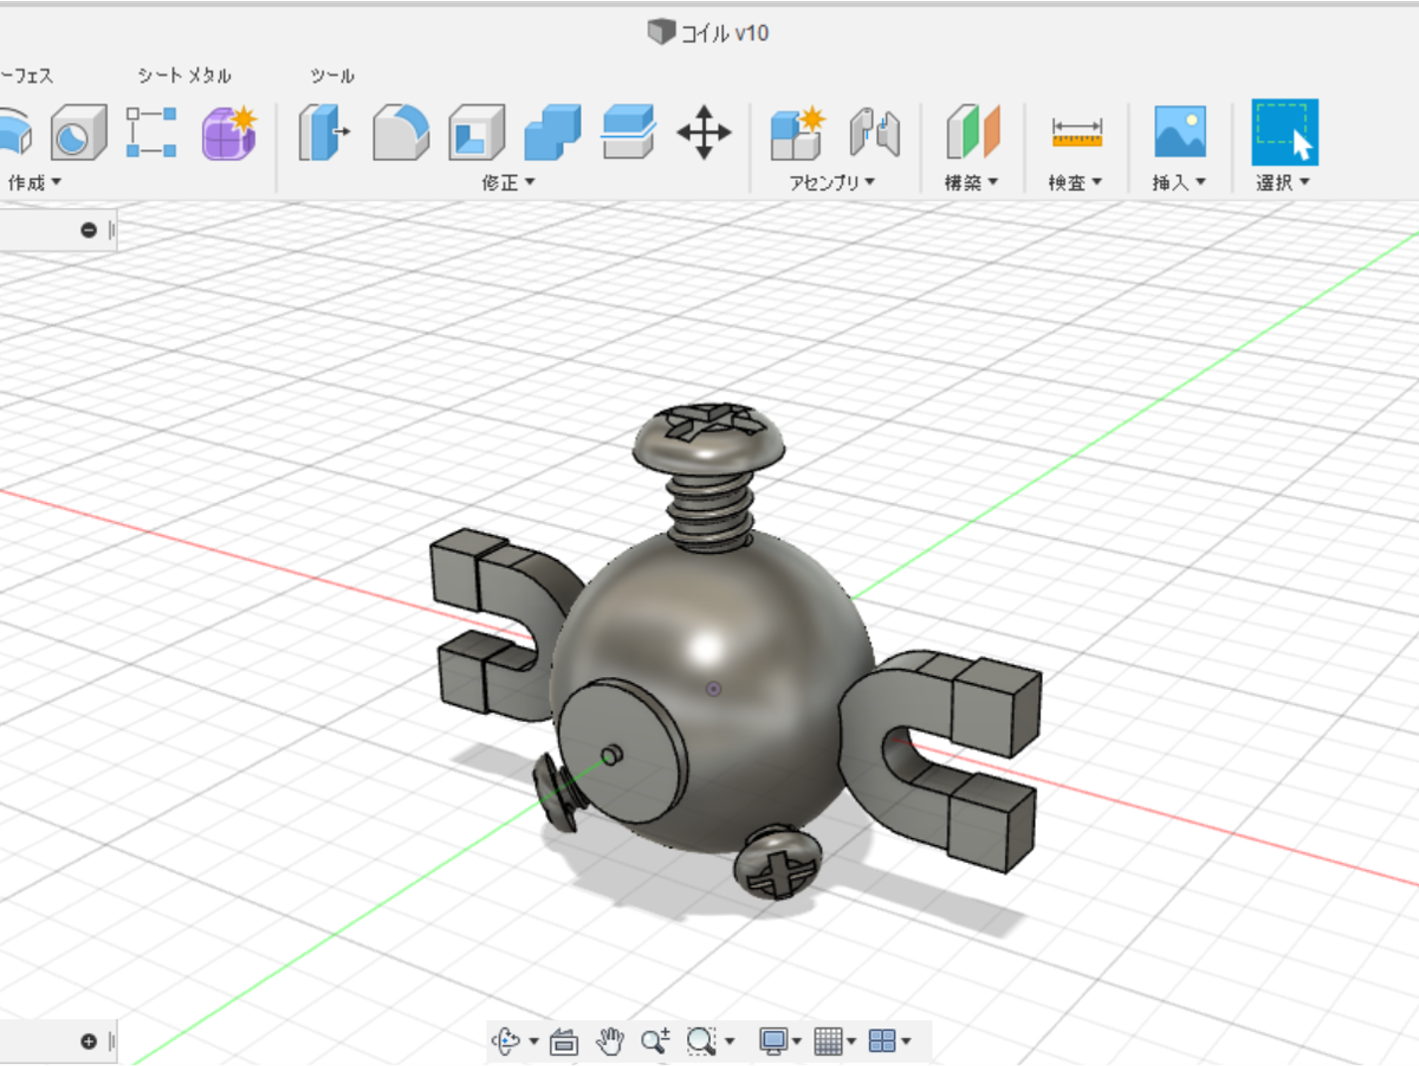 コイル v10
ーフェス シート メタル ツール
作成▼ 修正▼ アセンブリ▼ 構築▼ 検査▼ 挿入▼ 選択▼